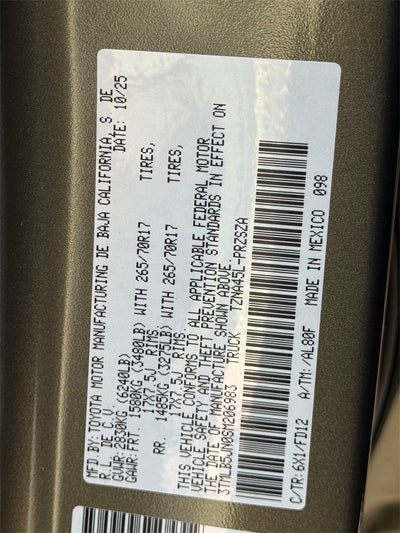 MFD.BY: TOYOTA MOTOR MANUFACTURING DE BAJA CALIFORNIA, S. DE
R.L. DE C.V. DATE: 10/25
GVWR: 2830KG (6240LB)
GAWR: FRT. 1580KG (3480LB) WITH 265/70R17 TIRES,
17X7.5J RIMS
RR. 1485KG (3275LB) WITH 265/70R17 TIRES,
17X7.5J RIMS
THIS VEHICLE CONFORMS TO ALL APPLICABLE FEDERAL MOTOR
VEHICLE SAFETY AND THEFT PREVENTION STANDARDS IN EFFECT ON
THE DATE OF MANUFACTURE SHOWN ABOVE.
3TMLB5JN0SM206983 TRUCK TZNA45L-PRZSZA
C/TR: 6X1/FD12 A/TM: /AL80F MADE IN MEXICO 098